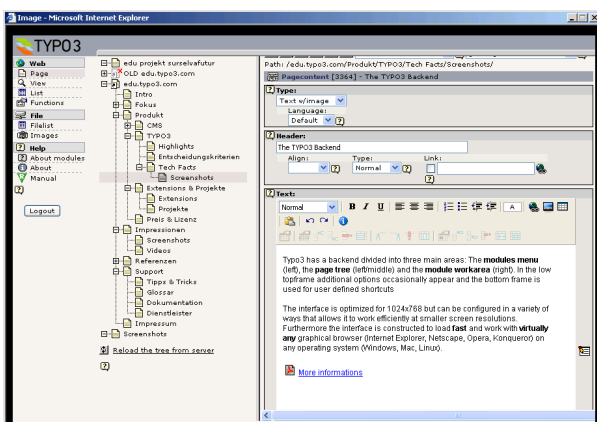 Image - Microsoft Internet Explorer
TYPO3
Web
Page
View
List
Functions
File
Filelist
Images
Help
About modules
About
Manual
Logout
edu projekt surselvafutur
OLD edu.typo3.com
edu.typo3.com
Intro
Fokus
Produkt
CMS
TYPO3
Highlights
Entscheidungskriterien
Tech Facts
Screenshots
Extensions & Projekte
Extensions
Projekte
Preis & Lizenz
Impressionen
Screenshots
Videos
Referenzen
Support
Tipps & Tricks
Glossar
Dokumentation
Dienstleister
Impressum
Screenshots
Reload the tree from server
Path: /edu.typo3.com/Produkt/TYPO3/Tech Facts/Screenshots/
Pagecontent [3364] - The TYPO3 Backend
Type:
Text w/image
Language:
Default
Header:
The TYPO3 Backend
Align: Type: Link:
Normal
Text:
Normal B I U A
Typo3 has a backend divided into three main areas: The modules menu
(left), the page tree (left/middle) and the module workarea (right). In the low
topframe additional options occasionally appear and the bottom frame is
used for user defined shortcuts
The interface is optimized for 1024x768 but can be configured in a variety of
ways that allows it to work efficiently at smaller screen resolutions.
Furthermore the interface is constructed to load fast and work with virtually
any graphical browser (Internet Explorer, Netscape, Opera, Konqueror) on
any operating system (Windows, Mac, Linux).
More informations